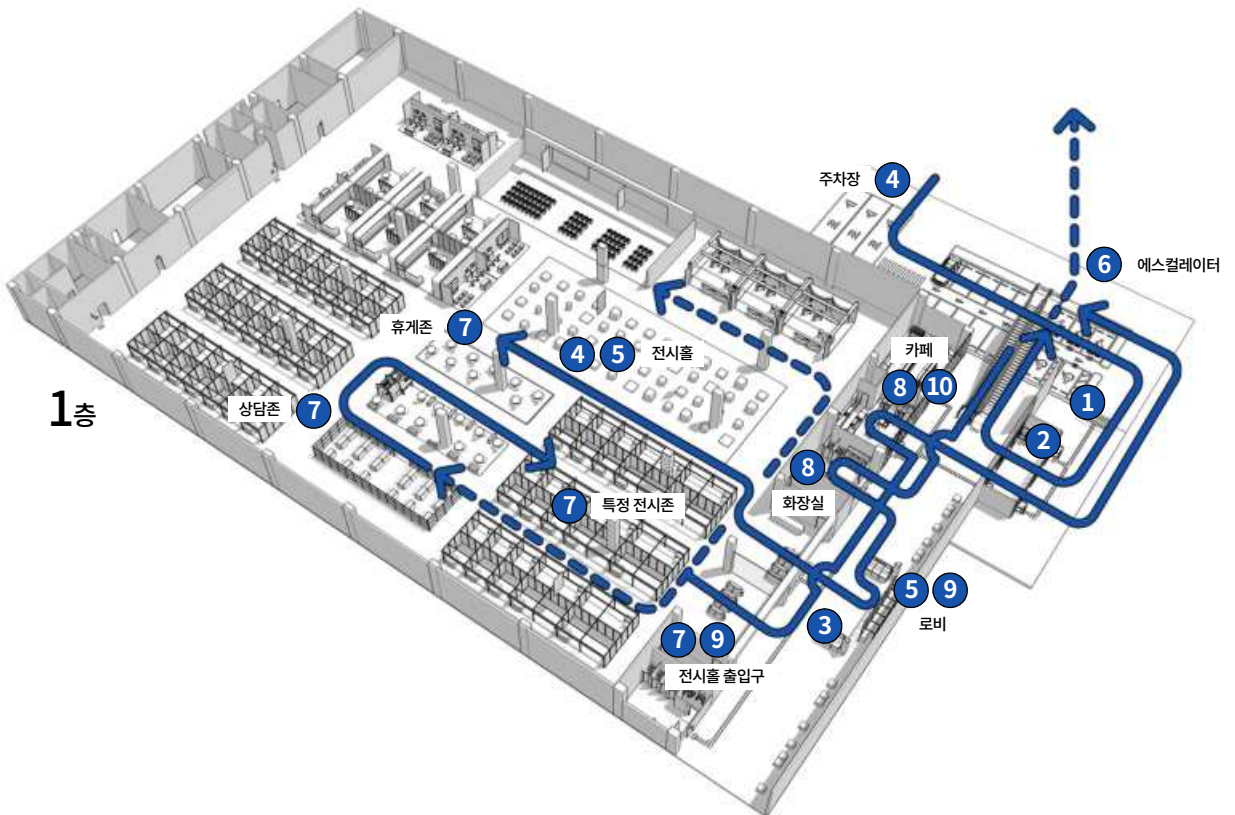 주차장 4
6 에스컬레이터
휴게존 7
4 5 전시홀
카페
8 10
1층
상담존 7
1
2
8
화장실
7 특정 전시존
5 9
로비
3
7 9
전시홀 출입구